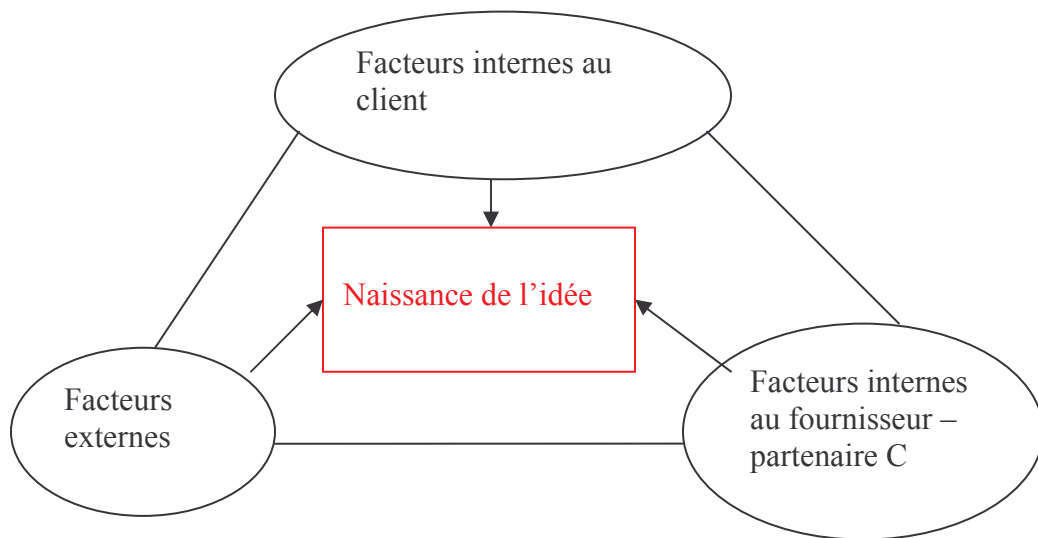 Facteurs internes au
client
Naissance de l’idée
Facteurs
externes
Facteurs internes
au fournisseur –
partenaire C